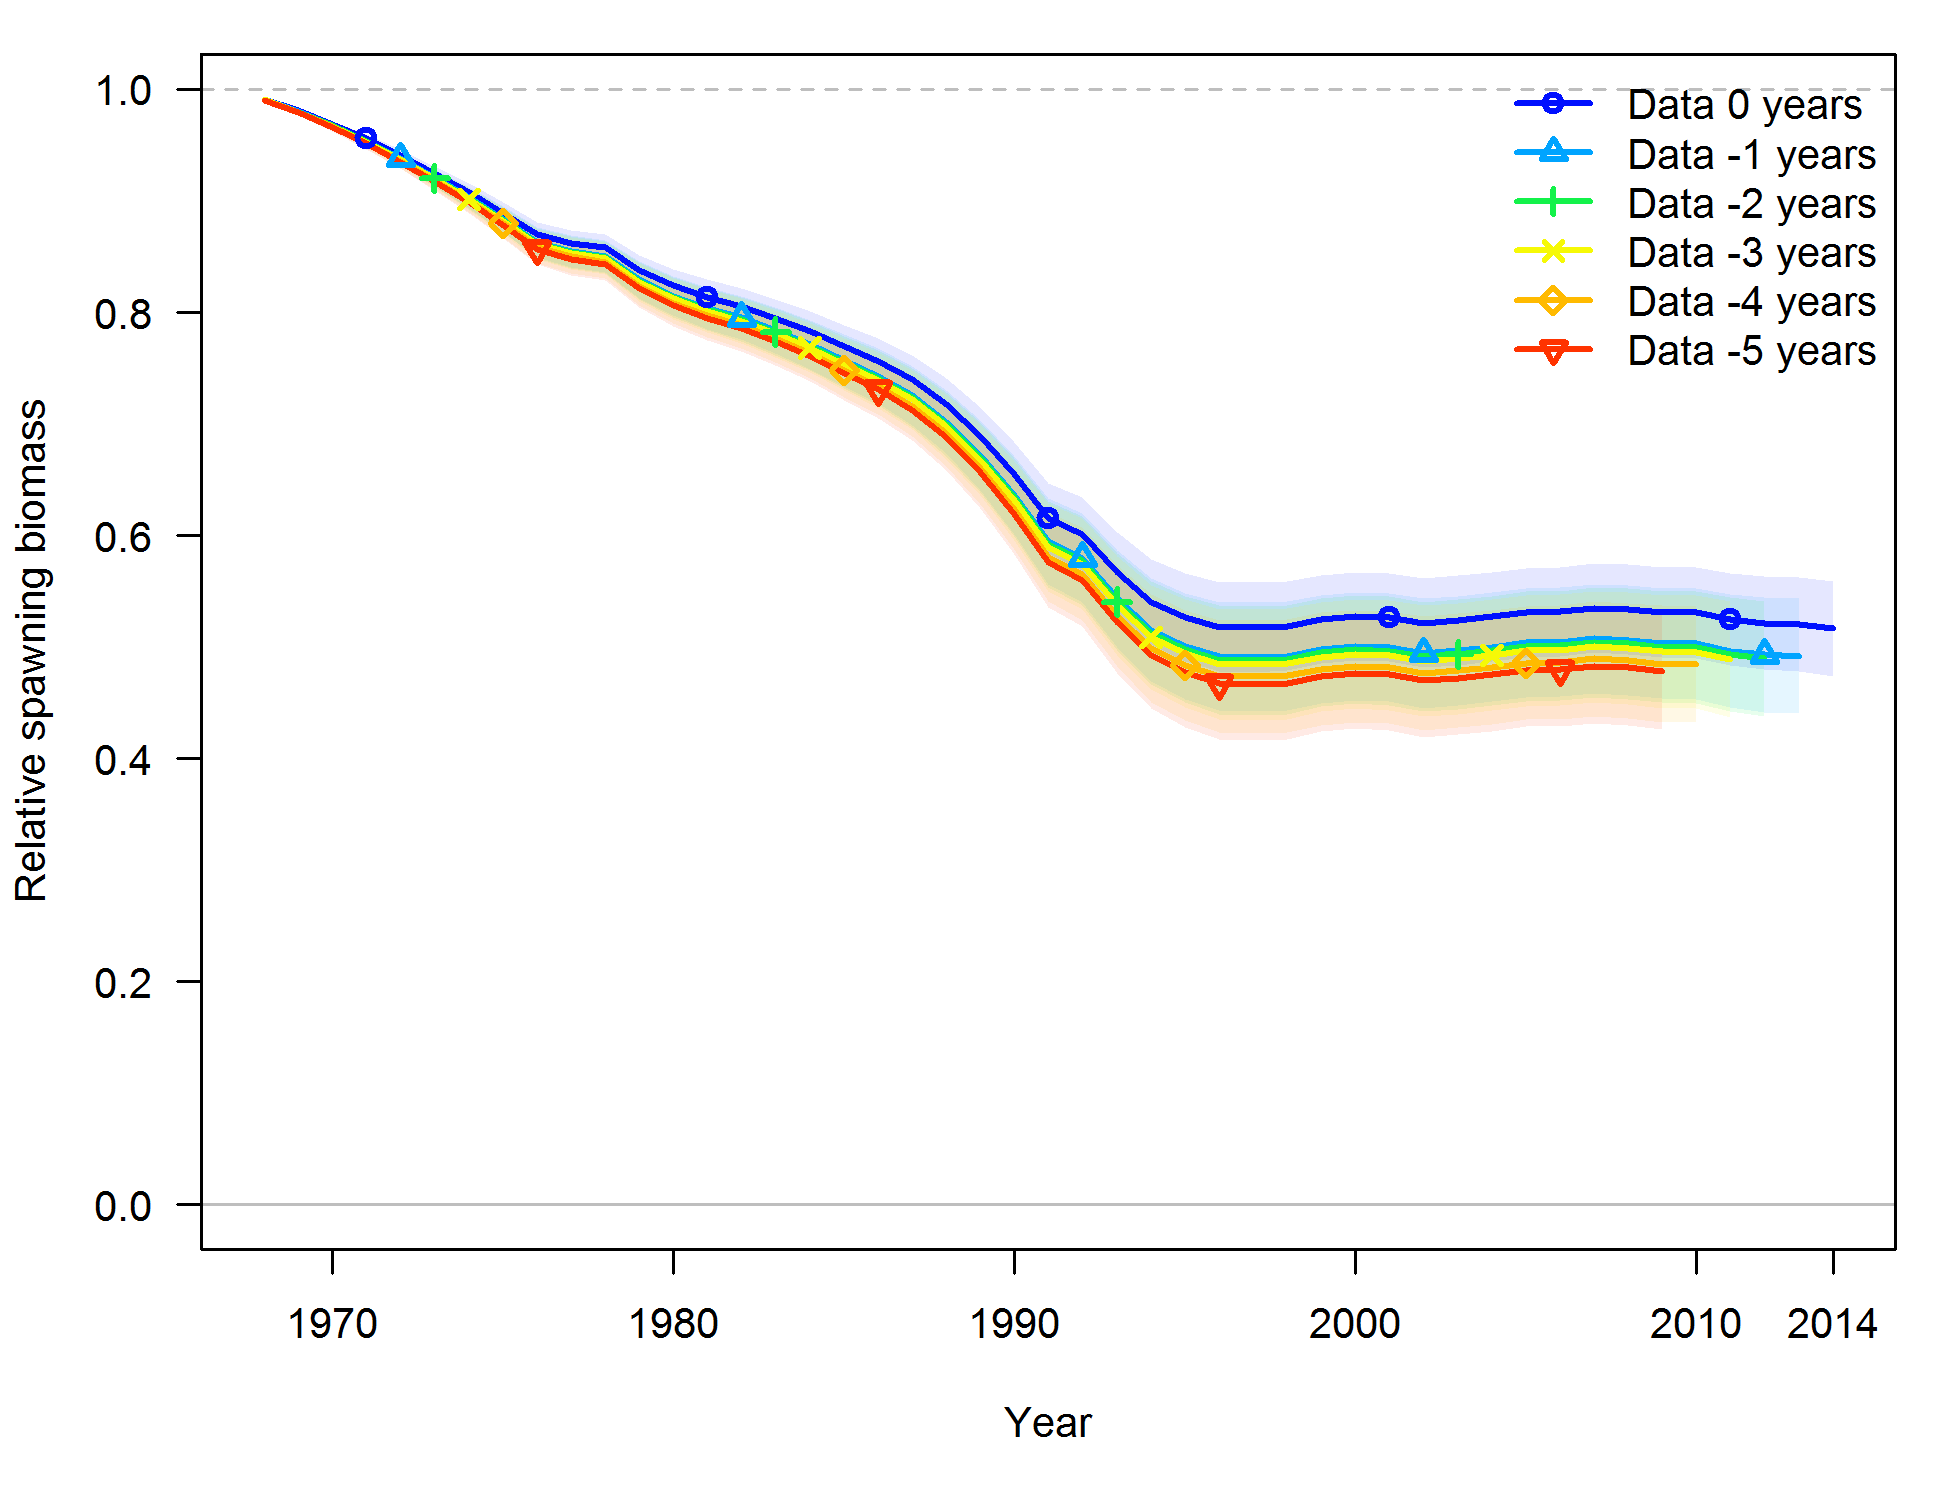 1.0
0.8
0.6
0.4
0.2
0.0
Relative spawning biomass
Data 0 years
Data -1 years
Data -2 years
Data -3 years
Data -4 years
Data -5 years
1970 1980 1990 2000 2010 2014
Year